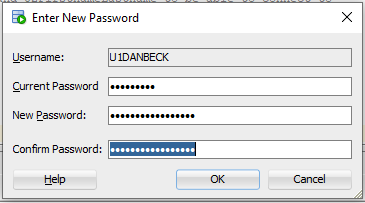 Enter New Password
Username:
U1DANBECK
Current Password
•••••••••
New Password:
•••••••••••••••••
Confirm Password:
•••••••••••••••••
Help
OK
Cancel